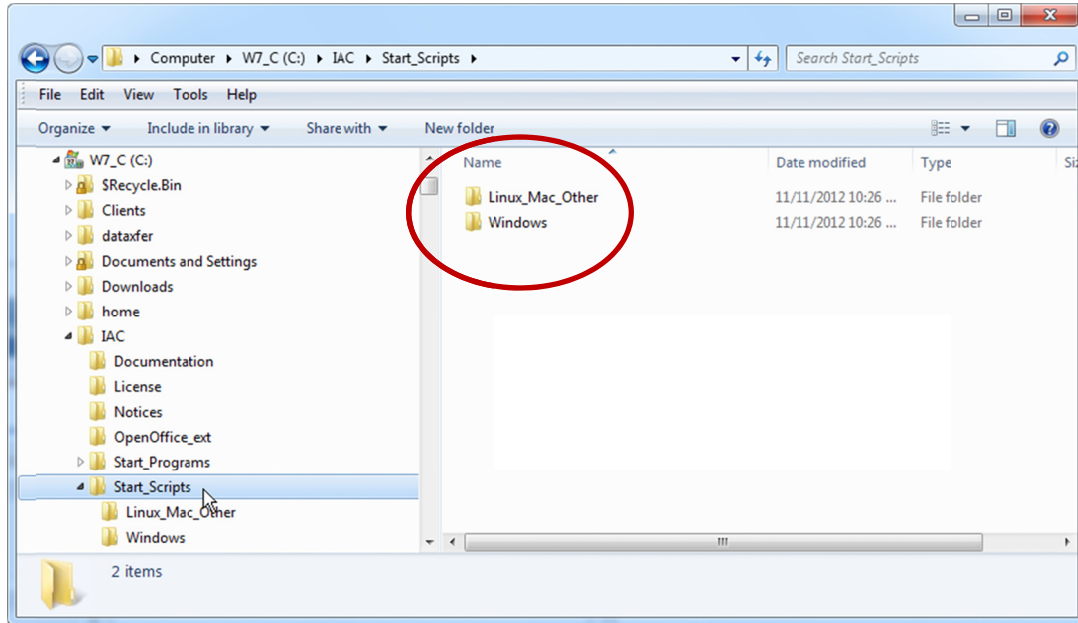 Computer ▸ W7_C (C:) ▸ IAC ▸ Start_Scripts ▸
Search Start_Scripts
File Edit View Tools Help
Organize Include in library Share with New folder
W7_C (C:)
$Recycle.Bin
Clients
dataxfer
Documents and Settings
Downloads
home
IAC
Documentation
License
Notices
OpenOffice_ext
Start_Programs
Start_Scripts
Linux_Mac_Other
Windows
Name Date modified Type Siz
Linux_Mac_Other 11/11/2012 10:26 ... File folder
Windows 11/11/2012 10:26 ... File folder
2 items